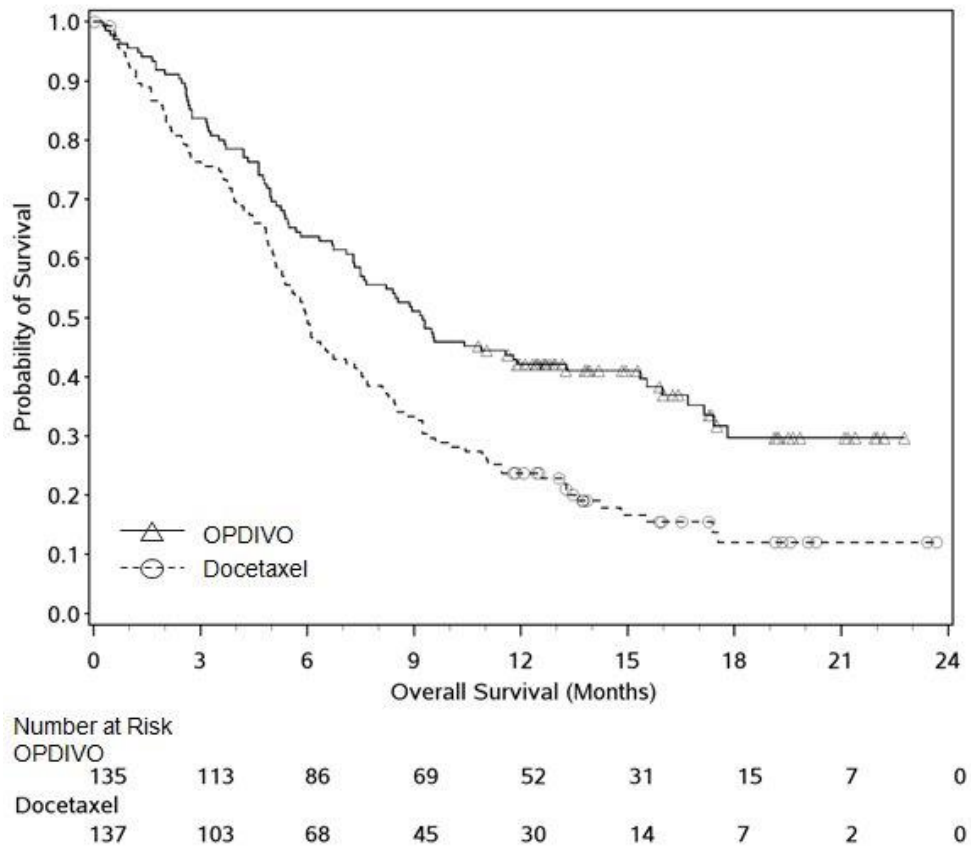 1.0
0.9
0.8
0.7
0.6
0.5
0.4
0.3
0.2
0.1
0.0
Probability of Survival
OPDIVO
Docetaxel
0 3 6 9 12 15 18 21 24
Overall Survival (Months)
Number at Risk
OPDIVO
135 113 86 69 52 31 15 7 0
Docetaxel
137 103 68 45 30 14 7 2 0